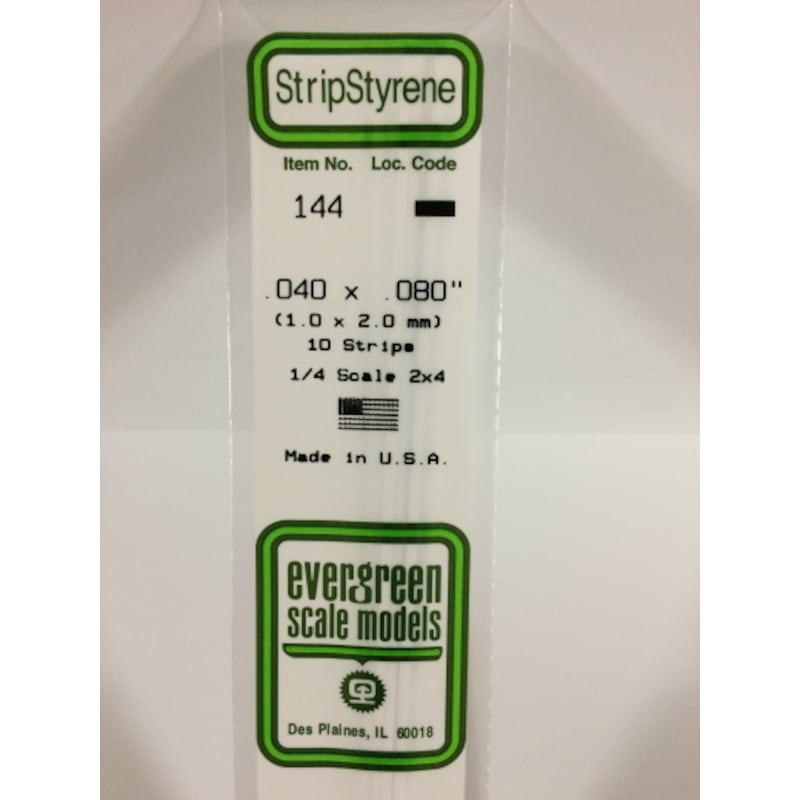 StripStyrene
Item No. Loc. Code
144
.040 x .080"
(1.0 x 2.0 mm)
10 Strips
1/4 Scale 2x4
Made in U.S.A.
evergreen
scale models
Des Plaines, IL 60018